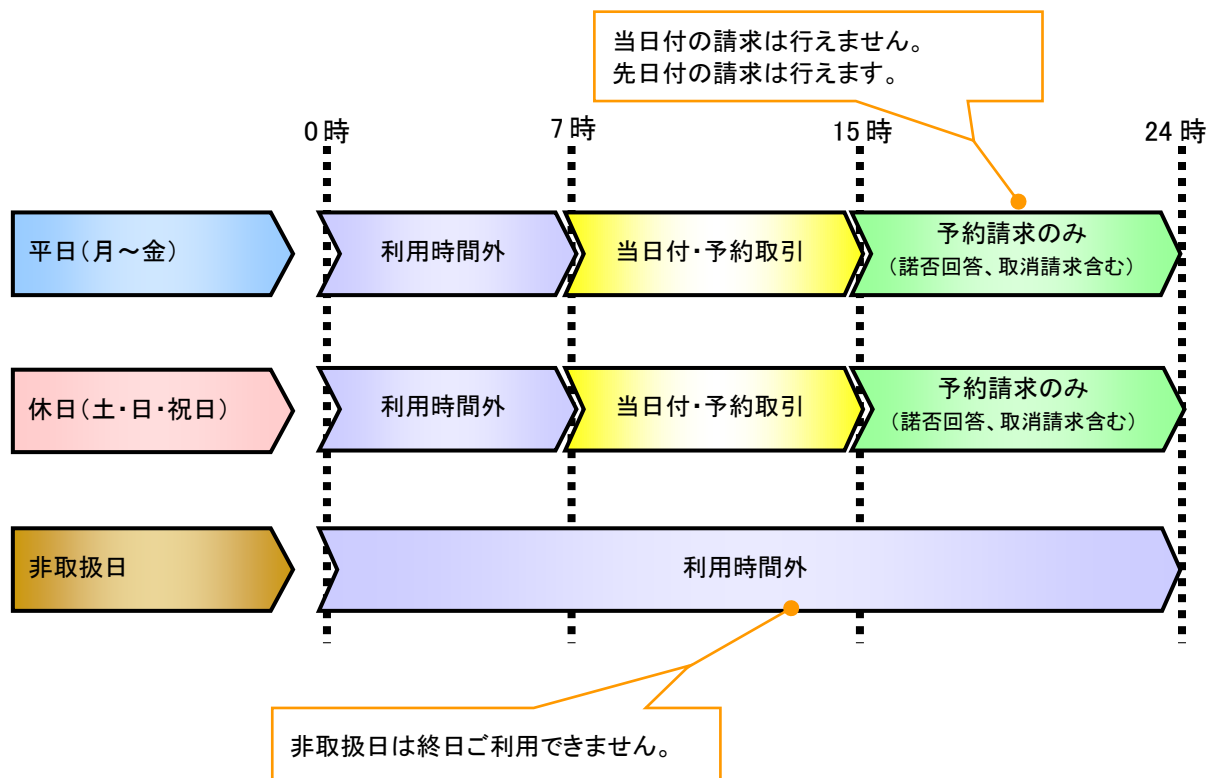 当日付の請求は行えません。
先日付の請求は行えます。
0時
7時
15時
24時
平日(月～金)
利用時間外
当日付・予約取引
予約請求のみ
(諾否回答、取消請求含む)
休日(土・日・祝日)
利用時間外
当日付・予約取引
予約請求のみ
(諾否回答、取消請求含む)
非取扱日
利用時間外
非取扱日は終日ご利用できません。